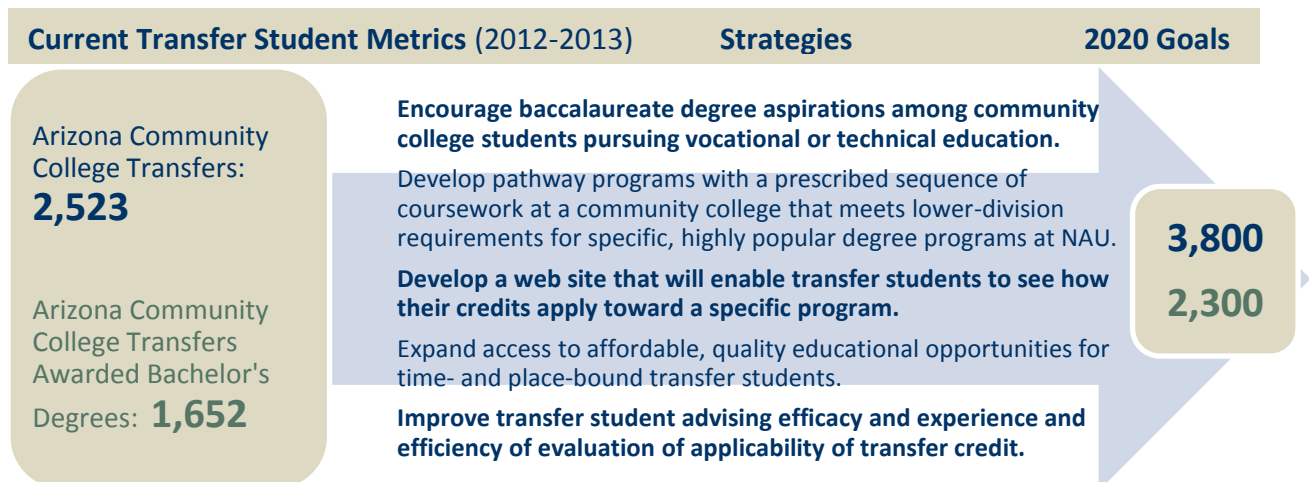 Current Transfer Student Metrics (2012-2013) Strategies 2020 Goals
Arizona Community
College Transfers:
2,523
Arizona Community
College Transfers
Awarded Bachelor's
Degrees: 1,652
Encourage baccalaureate degree aspirations among community
college students pursuing vocational or technical education.
Develop pathway programs with a prescribed sequence of
coursework at a community college that meets lower-division
requirements for specific, highly popular degree programs at NAU.
Develop a web site that will enable transfer students to see how
their credits apply toward a specific program.
Expand access to affordable, quality educational opportunities for
time- and place-bound transfer students.
Improve transfer student advising efficacy and experience and
efficiency of evaluation of applicability of transfer credit.
3,800
2,300